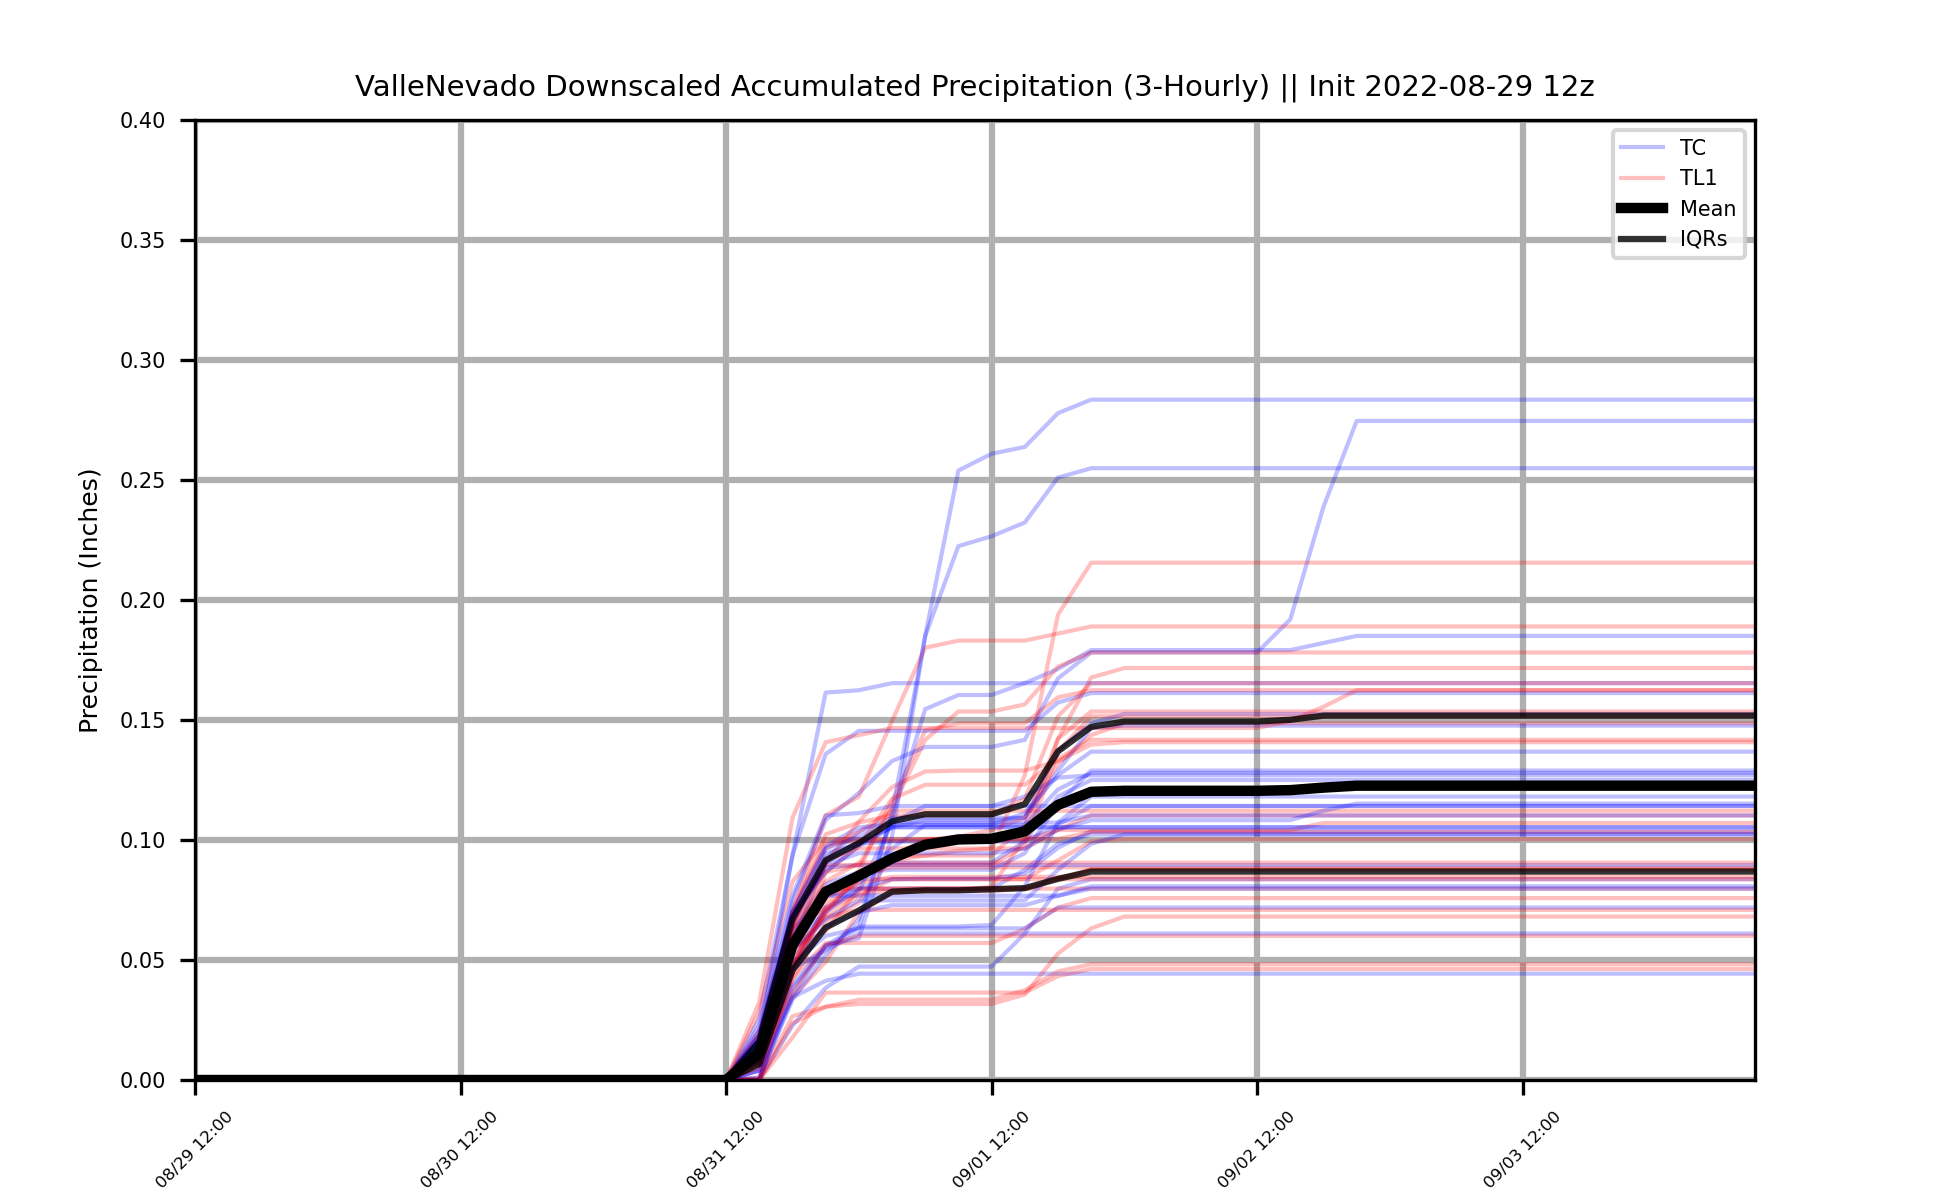 ValleNevado Downscaled Accumulated Precipitation (3-Hourly) || Init 2022-08-29 12z
TC
TL1
Mean
IQRs
Precipitation (Inches)
0.40
0.35
0.30
0.25
0.20
0.15
0.10
0.05
0.00
08/29 12:00
08/30 12:00
08/31 12:00
09/01 12:00
09/02 12:00
09/03 12:00